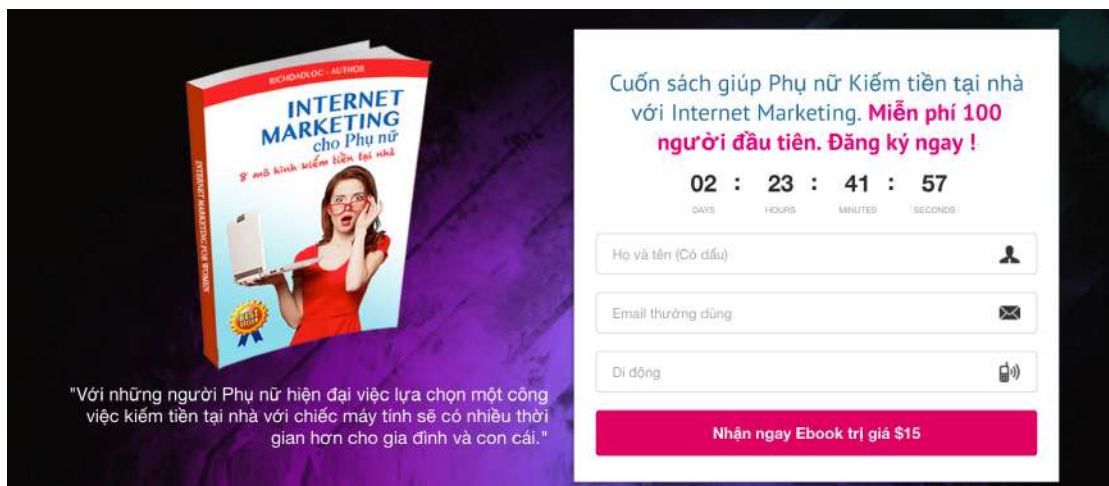 RICHOADLOC - AUTHOR
INTERNET
MARKETING
cho Phụ nữ
8 mô hình kiếm tiền tại nhà
INTERNET MARKETING FOR WOMEN
BEST
SELLER
"Với những người Phụ nữ hiện đại việc lựa chọn một công
việc kiếm tiền tại nhà với chiếc máy tính sẽ có nhiều thời
gian hơn cho gia đình và con cái."
Cuốn sách giúp Phụ nữ Kiếm tiền tại nhà
với Internet Marketing. Miễn phí 100
người đầu tiên. Đăng ký ngay !
02 : 23 : 41 : 57
DAYS HOURS MINUTES SECONDS
Họ và tên (Có dấu)
Email thường dùng
Di động
Nhận ngay Ebook trị giá $15